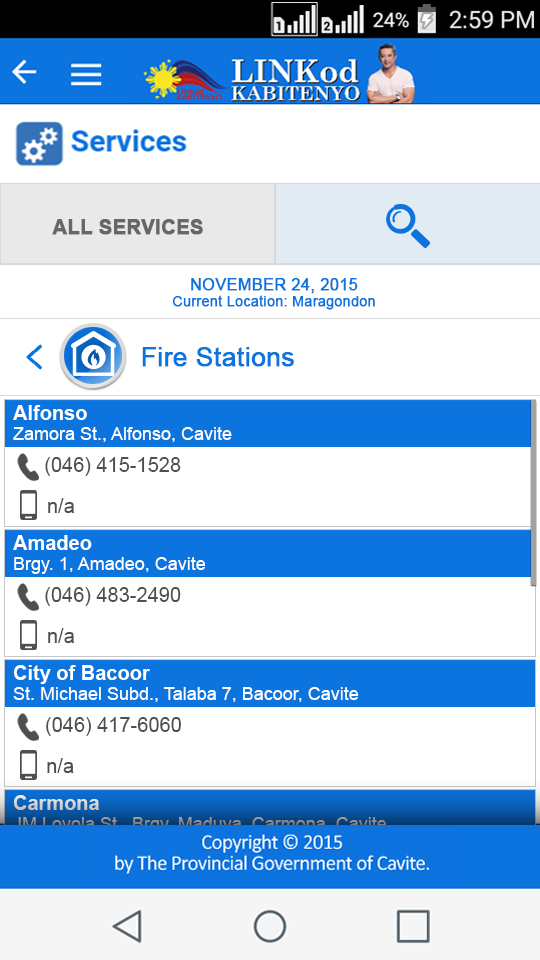 1 2 24% 2:59 PM
LINKod
KABITENYO
Services
ALL SERVICES
NOVEMBER 24, 2015
Current Location: Maragondon
Fire Stations
Alfonso
Zamora St., Alfonso, Cavite
(046) 415-1528
n/a
Amadeo
Brgy. 1, Amadeo, Cavite
(046) 483-2490
n/a
City of Bacoor
St. Michael Subd., Talaba 7, Bacoor, Cavite
(046) 417-6060
n/a
Carmona
JM Loyola St., Brgy. Maduya, Carmona, Cavite
Copyright © 2015
by The Provincial Government of Cavite.